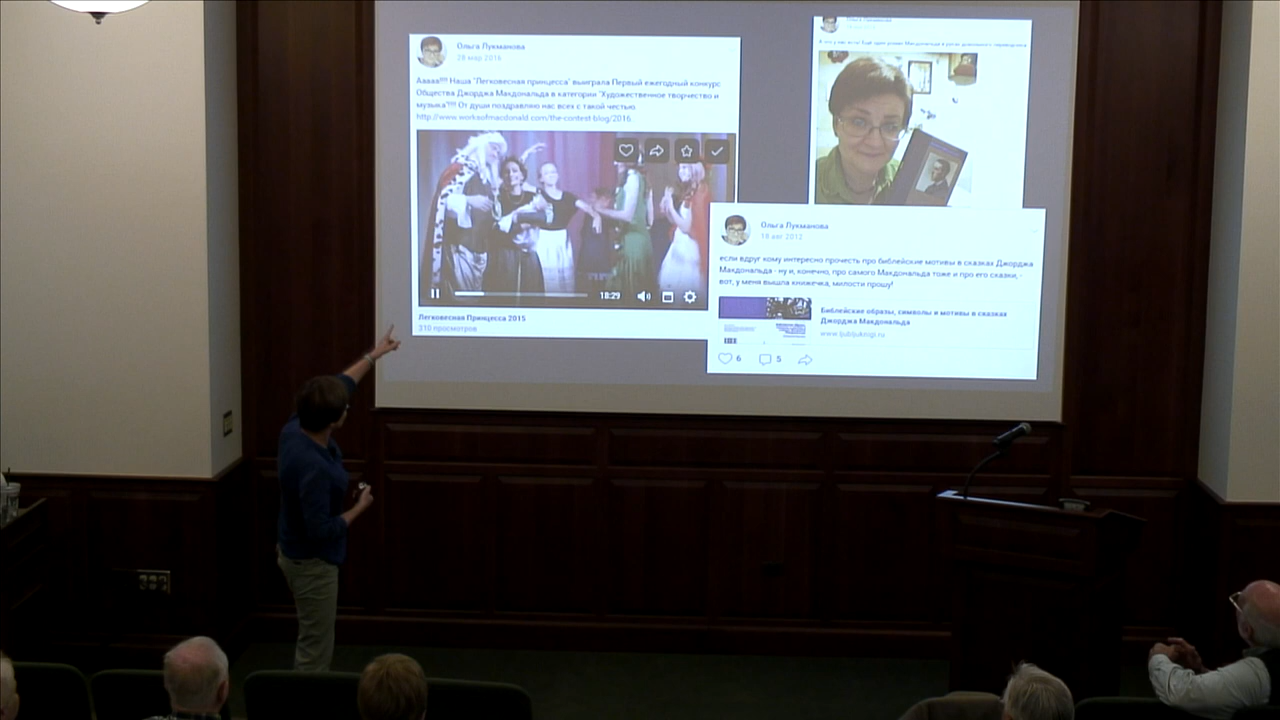 Ольга Лукманова
28 мар 2016
Ааааа!!!! Наша "Легковесная принцесса" выиграла Первый ежегодный конкурс
Общества Джорджа Макдональда в категории "Художественное творчество и
музыка"!!!! От души поздравляю нас всех с такой честью.
http://www.worksofmacdonald.com/the-contest-blog/2016
18:29
Легковесная Принцесса 2015
310 просмотров
Ольга Лукманова
Ольга Лукманова
18 авг 2012
если вдруг кому интересно прочесть про библейские мотивы в сказках Джорджа
Макдональда - ну и, конечно, про самого Макдональда тоже и про его сказки, -
вот, у меня вышла книжечка, милости прошу!
Библейские образы, символы и мотивы в сказках
Джорджа Макдональда
www.ljubljuknigi.ru
6
5